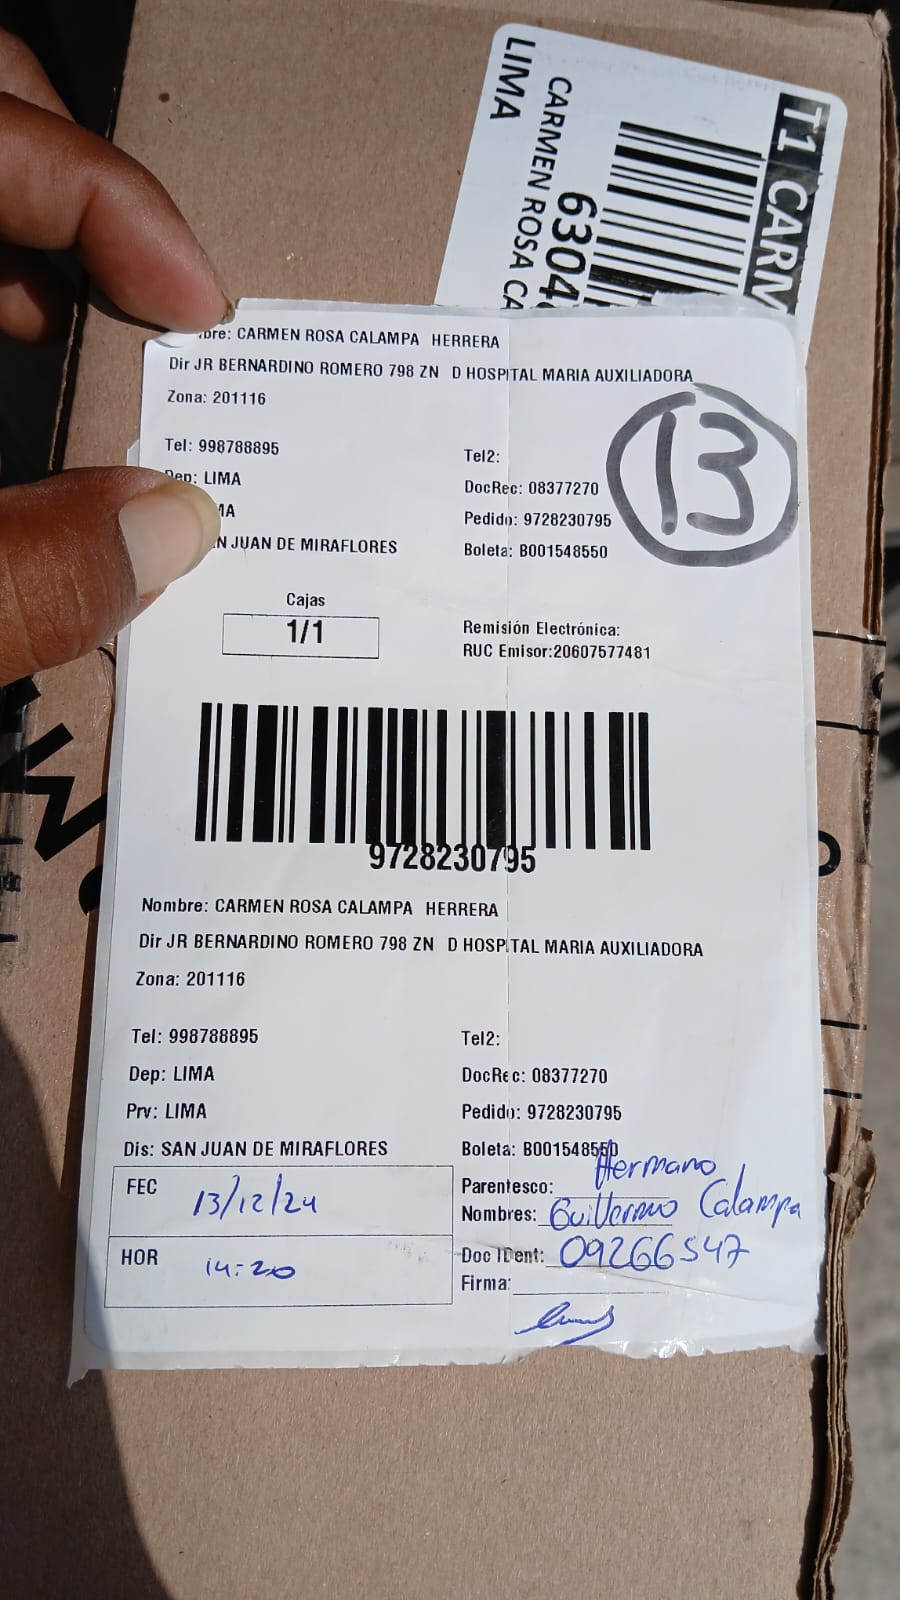 T1 CARM
6304
CARMEN ROSA CA
LIMA
bre: CARMEN ROSA CALAMPA HERRERA
Dir JR BERNARDINO ROMERO 798 ZN D HOSPITAL MARIA AUXILIADORA
Zona: 201116
13
Tel: 998788895 Tel2:
Dep: LIMA DocRec: 08377270
MA Pedido: 9728230795
N JUAN DE MIRAFLORES Boleta: B001548550
Cajas
1/1
Remisión Electrónica:
RUC Emisor:20607577481
9728230795
Nombre: CARMEN ROSA CALAMPA HERRERA
Dir JR BERNARDINO ROMERO 798 ZN D HOSPITAL MARIA AUXILIADORA
Zona: 201116
Tel: 998788895 Tel2:
Dep: LIMA DocRec: 08377270
Prv: LIMA Pedido: 9728230795
Dis: SAN JUAN DE MIRAFLORES Boleta: B001548550
FEC 13/12/24 Parentesco: Hermano
Nombres: Guillermo Calampa
HOR 14:20 Doc IDent: 09266547
Firma: